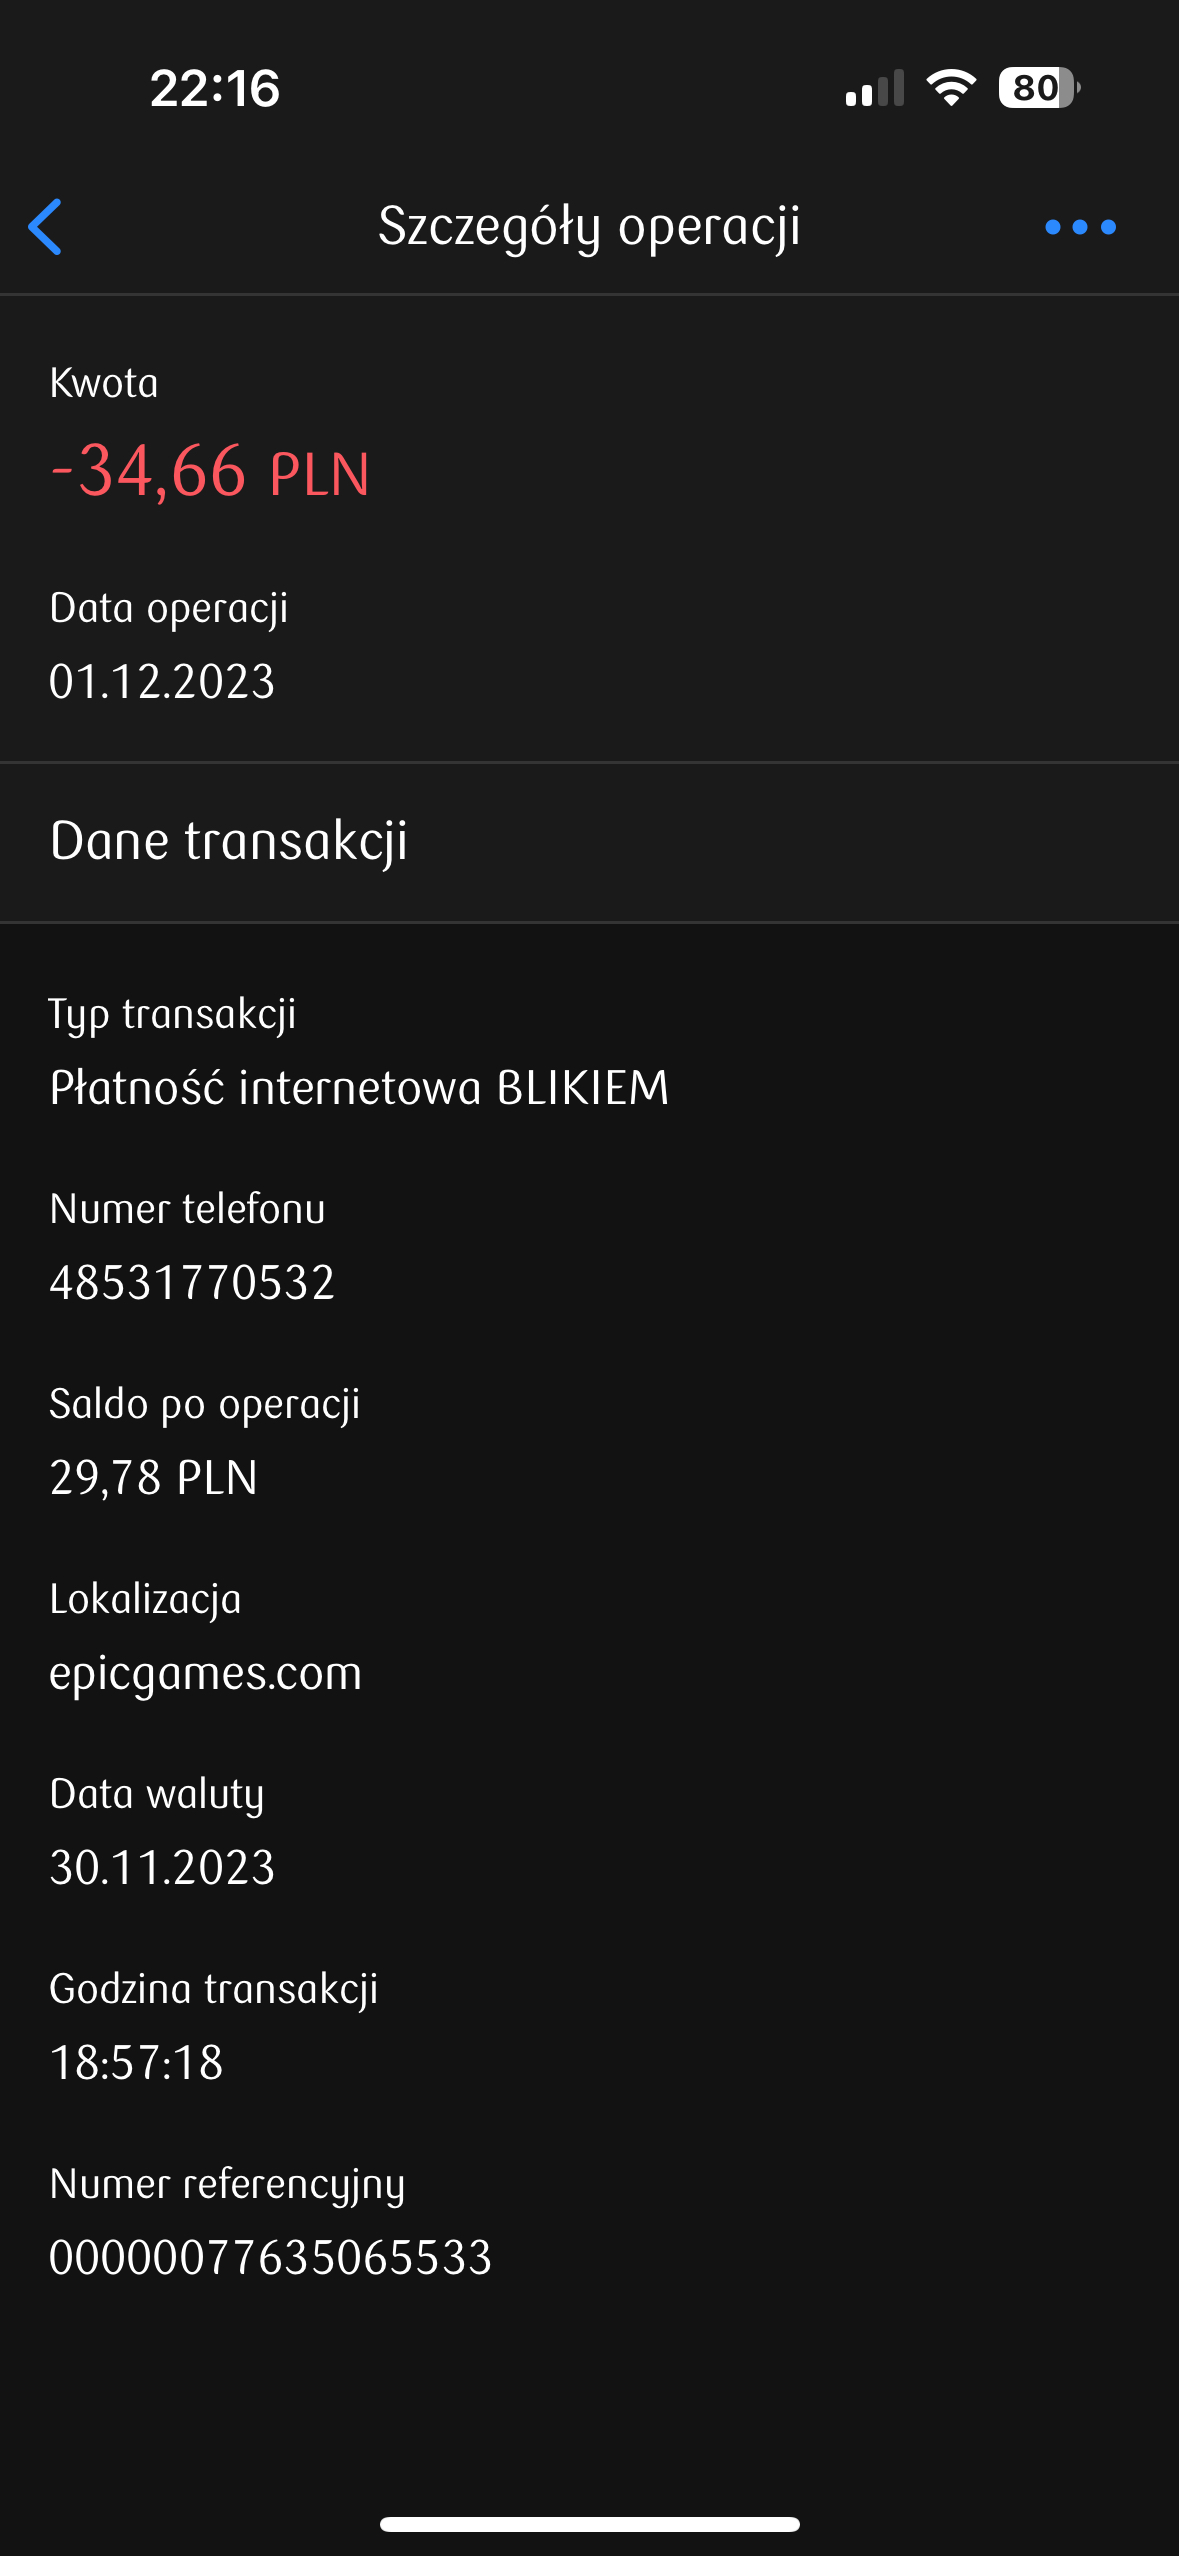 22:16
80
Szczegóły operacji
Kwota
-34,66 PLN
Data operacji
01.12.2023
Dane transakcji
Typ transakcji
Płatność internetowa BLIKIEM
Numer telefonu
48531770532
Saldo po operacji
29,78 PLN
Lokalizacja
epicgames.com
Data waluty
30.11.2023
Godzina transakcji
18:57:18
Numer referencyjny
00000077635065533